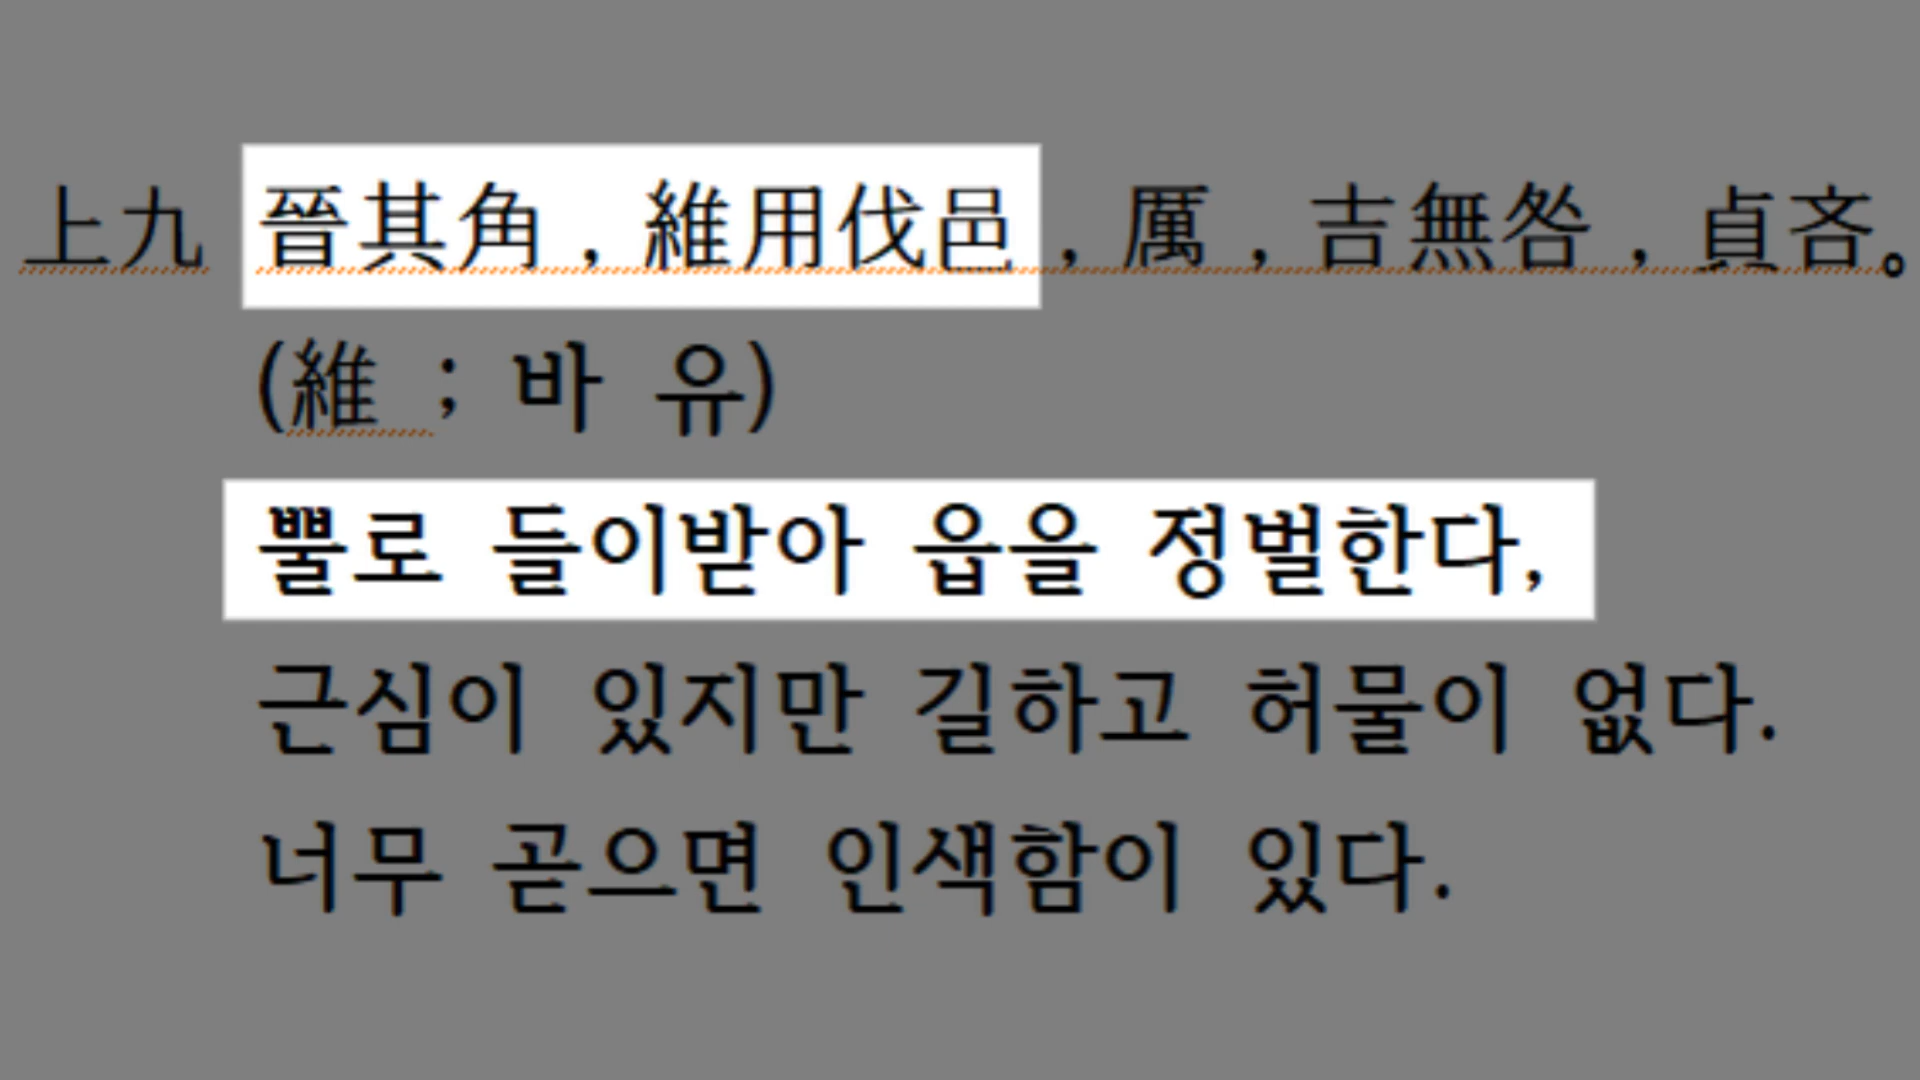 上九 晉其角，維用伐邑，厲，吉無咎，貞吝。
(維 ; 바 유)
뿔로 들이받아 읍을 정벌한다,
근심이 있지만 길하고 허물이 없다.
너무 곧으면 인색함이 있다.